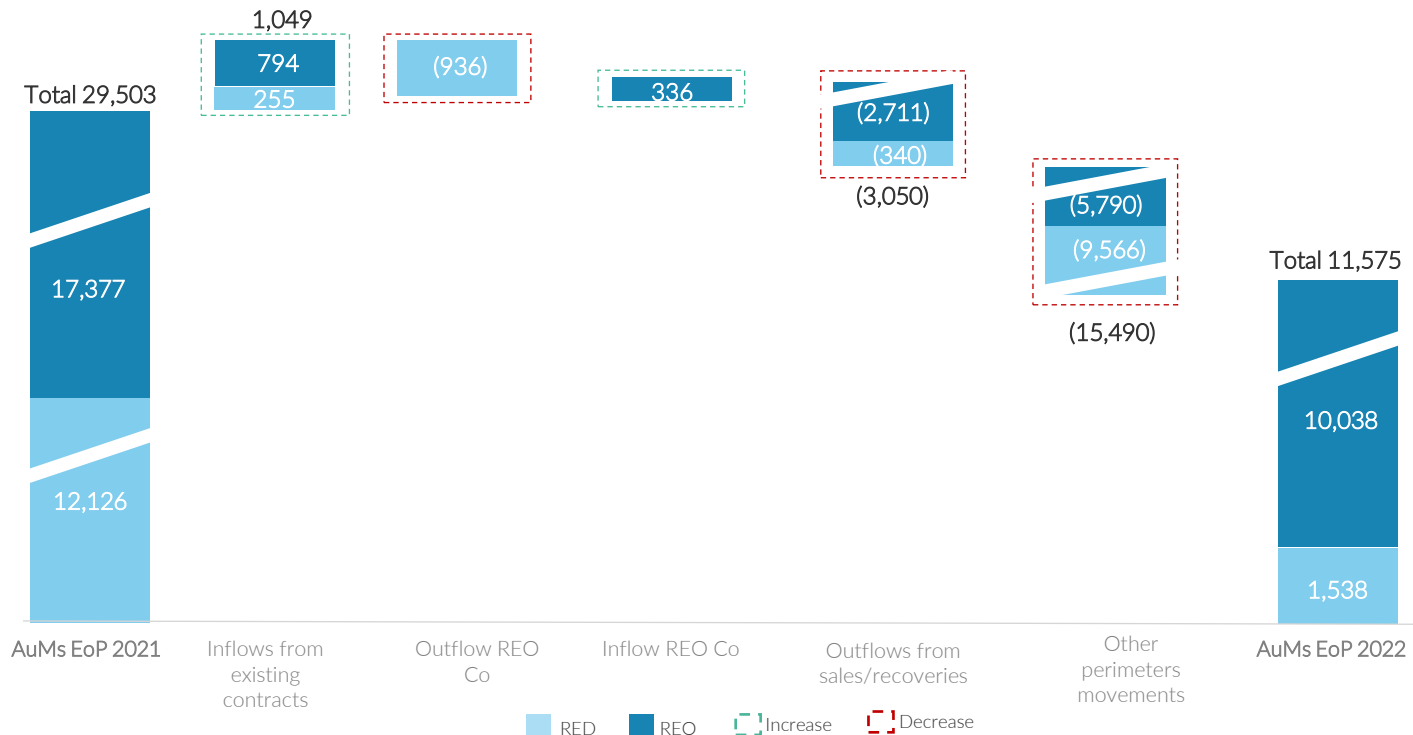 1,049
794
255
(936)
336
Total 29,503
17,377
12,126
(2,711)
(340)
(3,050)
(5,790)
(9,566)
(15,490)
Total 11,575
10,038
1,538
AuMs EoP 2021
Inflows from
existing
contracts
Outflow REO
Co
Inflow REO Co
Outflows from
sales/recoveries
Other
perimeters
movements
AuMs EoP 2022
RED
REO
Increase
Decrease